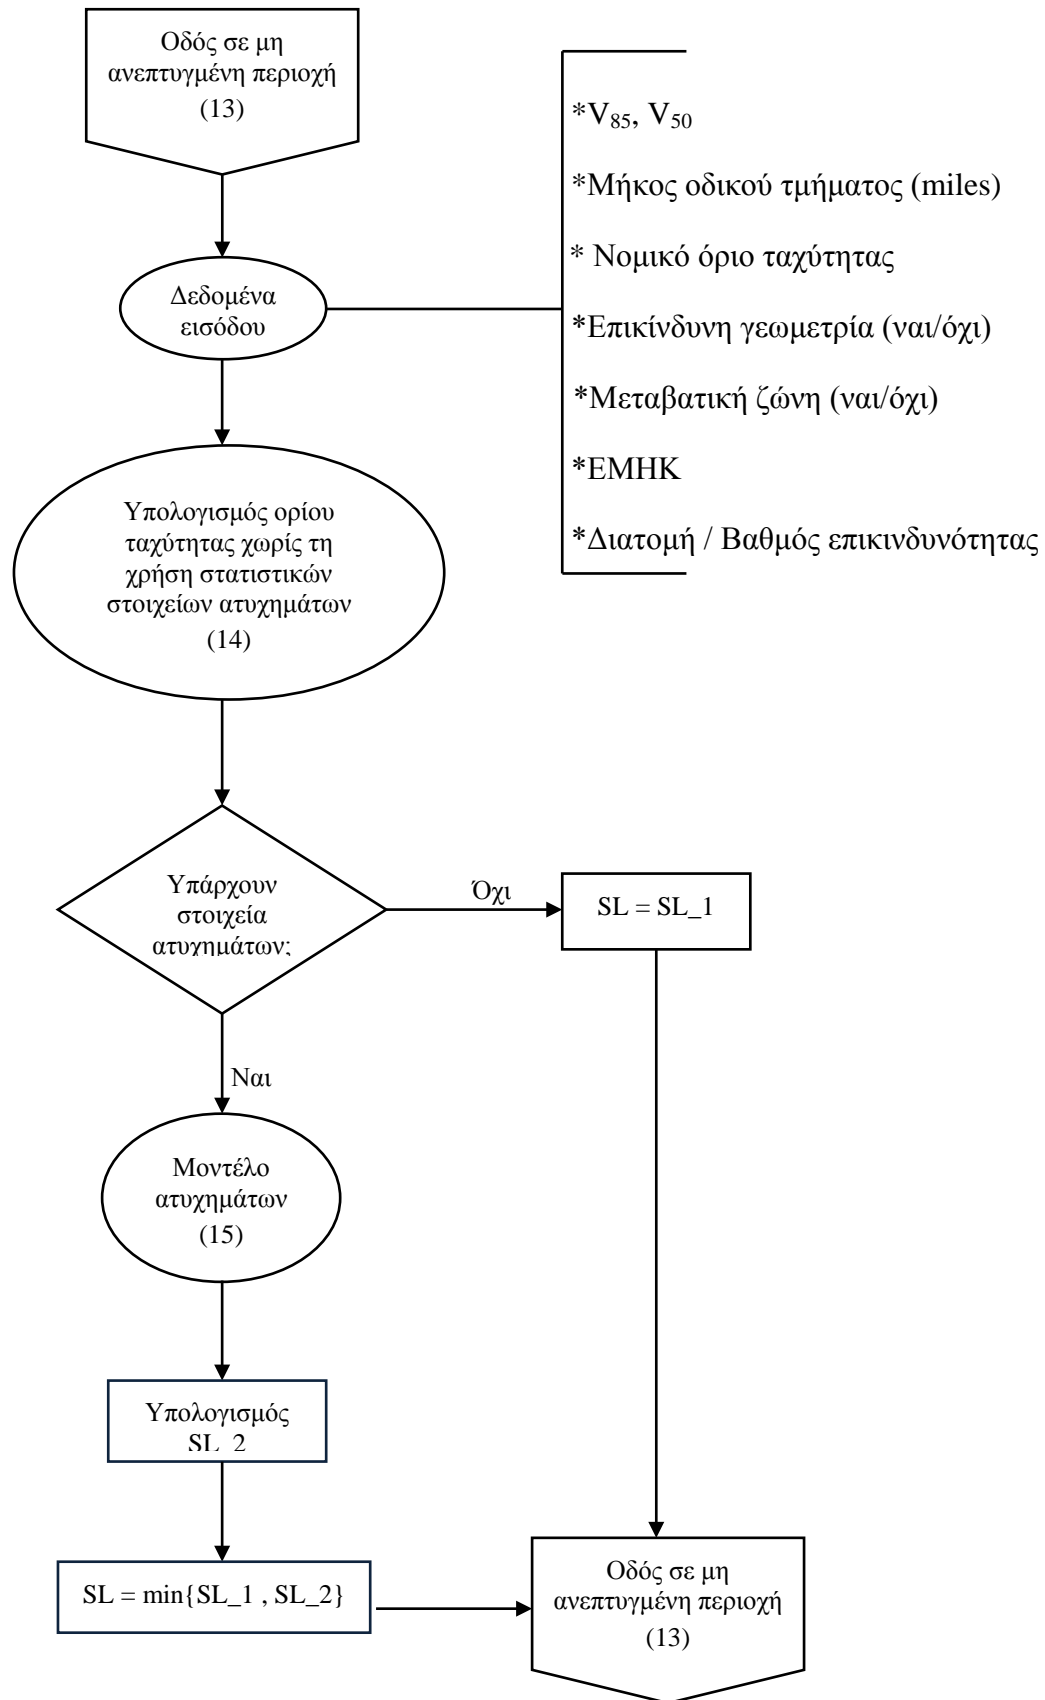 Οδός σε μη
ανεπτυγμένη περιοχή
(13)
*V85, V50
*Μήκος οδικού τμήματος (miles)
* Νομικό όριο ταχύτητας
*Επικίνδυνη γεωμετρία (ναι/όχι)
*Μεταβατική ζώνη (ναι/όχι)
*ΕΜΗΚ
*Διατομή / Βαθμός επικινδυνότητας
Δεδομένα
εισόδου
Υπολογισμός ορίου
ταχύτητας χωρίς τη
χρήση στατιστικών
στοιχείων ατυχημάτων
(14)
Υπάρχουν
στοιχεία
ατυχημάτων;
Όχι
SL = SL_1
Ναι
Μοντέλο
ατυχημάτων
(15)
Υπολογισμός
SL_2
SL = min{SL_1 , SL_2}
Οδός σε μη
ανεπτυγμένη περιοχή
(13)